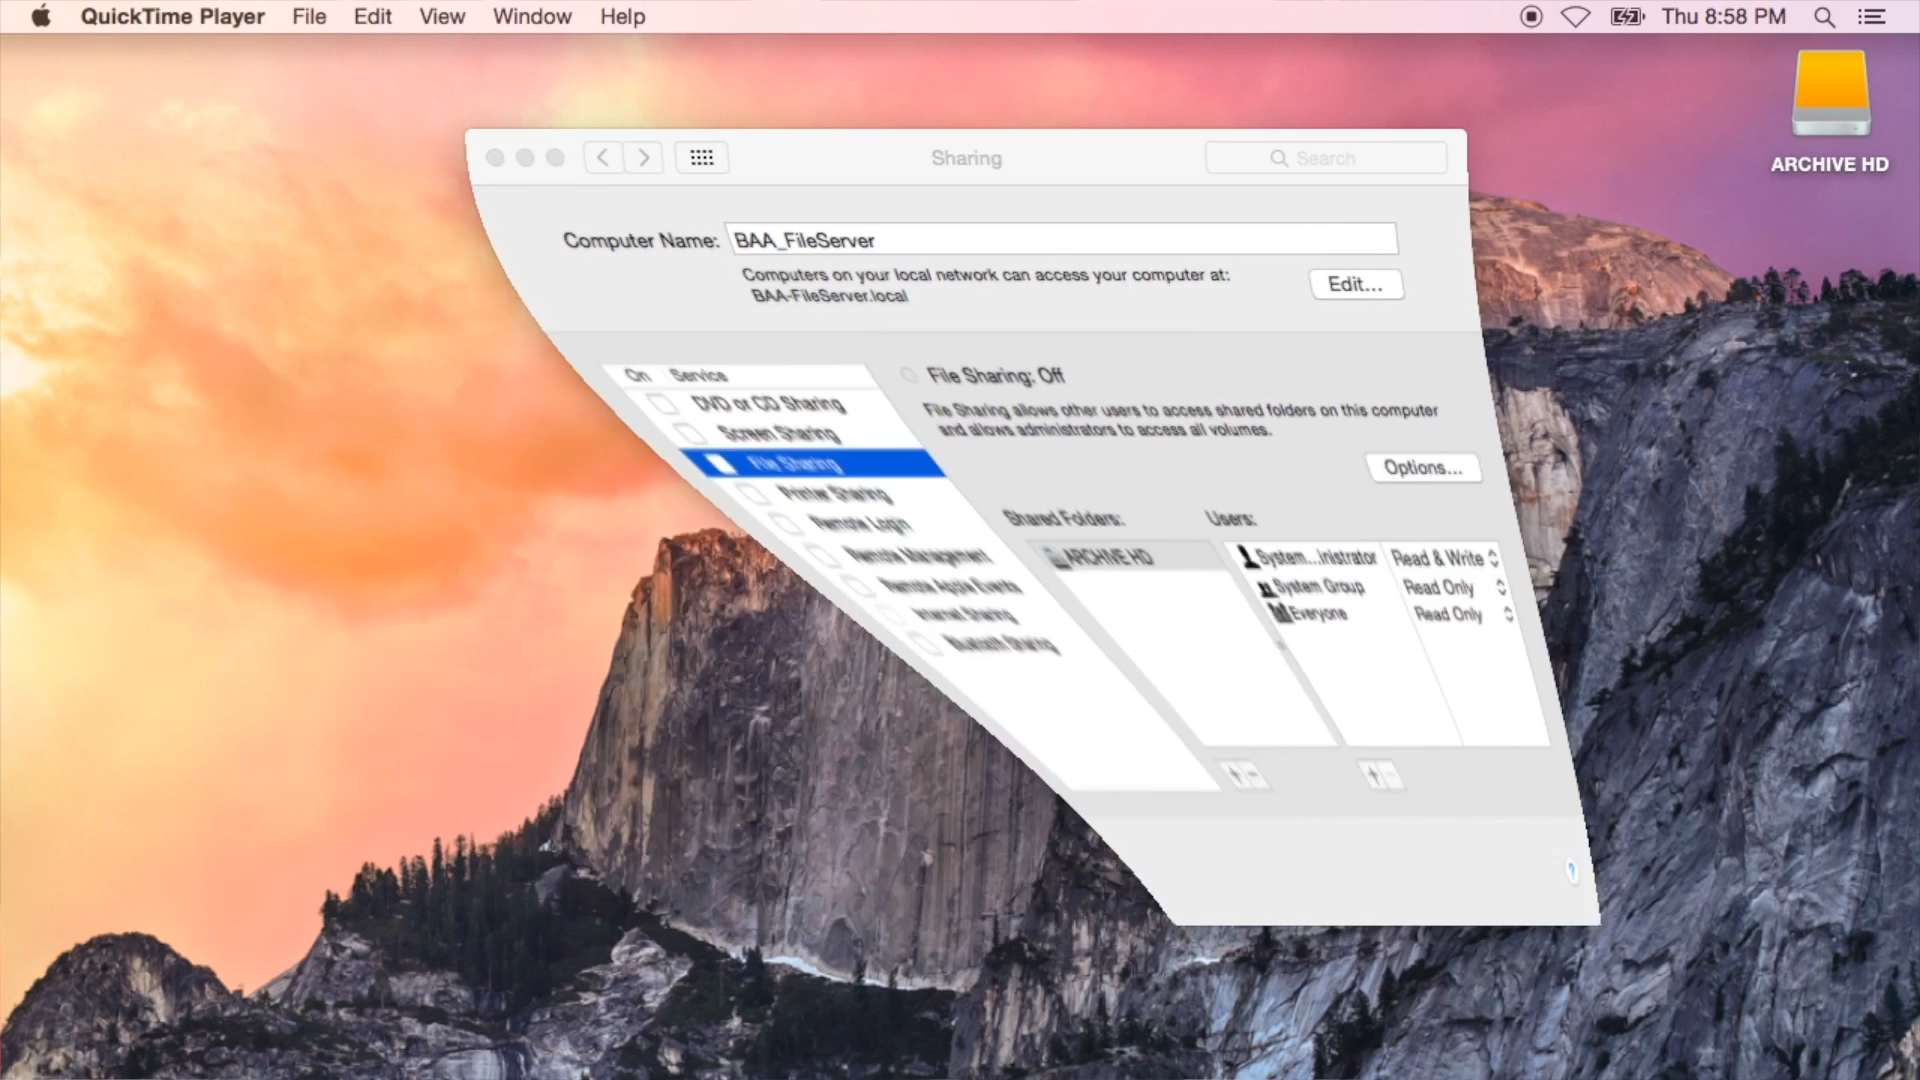 QuickTime Player File Edit View Window Help Thu 8:58 PM
ARCHIVE HD
Sharing
Search
Computer Name: BAA_FileServer
Computers on your local network can access your computer at:
BAA-FileServer.local
Edit...
On Service
File Sharing: Off
DVD or CD Sharing
File Sharing allows other users to access shared folders on this computer
and allows administrators to access all volumes.
Screen Sharing
File Sharing
Options...
Printer Sharing
Remote Login
Shared Folders: Users:
Remote Management
ARCHIVE HD
System...inistrator Read & Write
Remote Apple Events
System Group Read Only
Internet Sharing
Everyone Read Only
Bluetooth Sharing